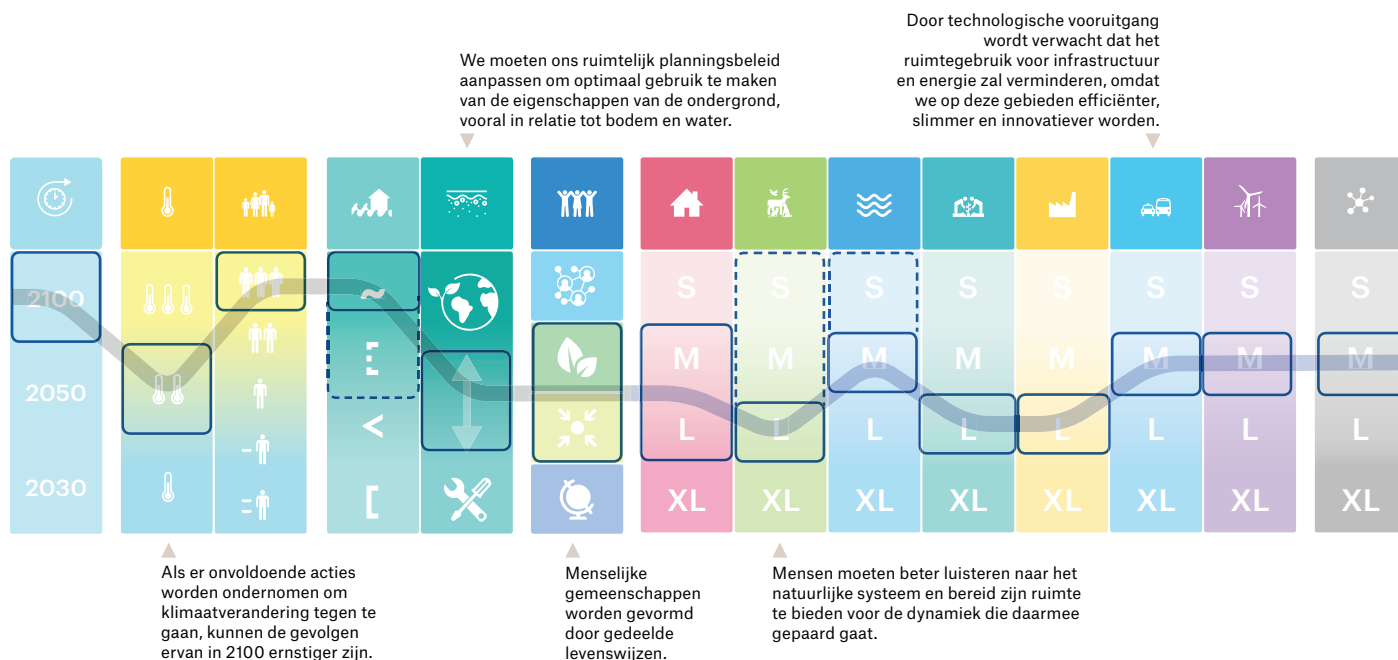 Door technologische vooruitgang
wordt verwacht dat het
ruimtegebruik voor infrastructuur
en energie zal verminderen, omdat
we op deze gebieden efficiënter,
slimmer en innovatiever worden.
We moeten ons ruimtelijk planningsbeleid
aanpassen om optimaal gebruik te maken
van de eigenschappen van de ondergrond,
vooral in relatie tot bodem en water.
2100
2050
2030
~
[
<
[
S S S S S S S S
M M M M M M M M
L L L L L L L L
XL XL XL XL XL XL XL XL
Als er onvoldoende acties
worden ondernomen om
klimaatverandering tegen te
gaan, kunnen de gevolgen
ervan in 2100 ernstiger zijn.
Menselijke
gemeenschappen
worden gevormd
door gedeelde
levenswijzen.
Mensen moeten beter luisteren naar het
natuurlijke systeem en bereid zijn ruimte
te bieden voor de dynamiek die daarmee
gepaard gaat.